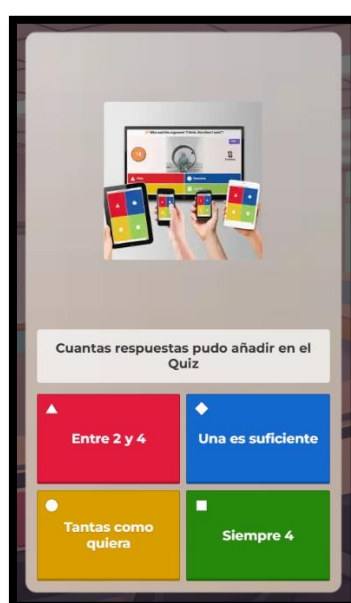 Cuantas respuestas pudo añadir en el
Quiz
Entre 2 y 4
Una es suficiente
Tantas como
quiera
Siempre 4